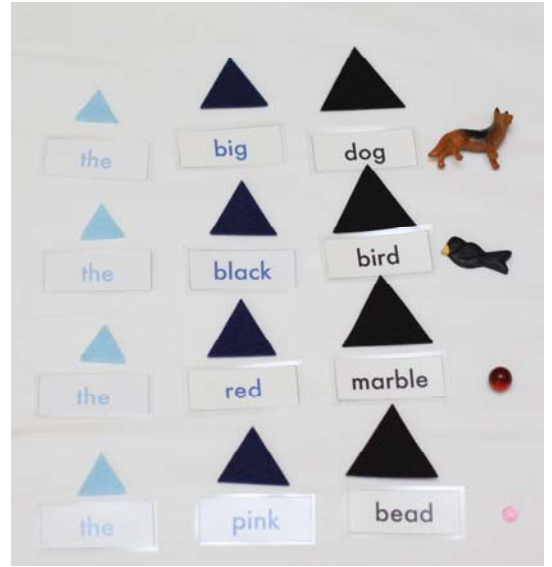 the big dog
the black bird
the red marble
the pink bead